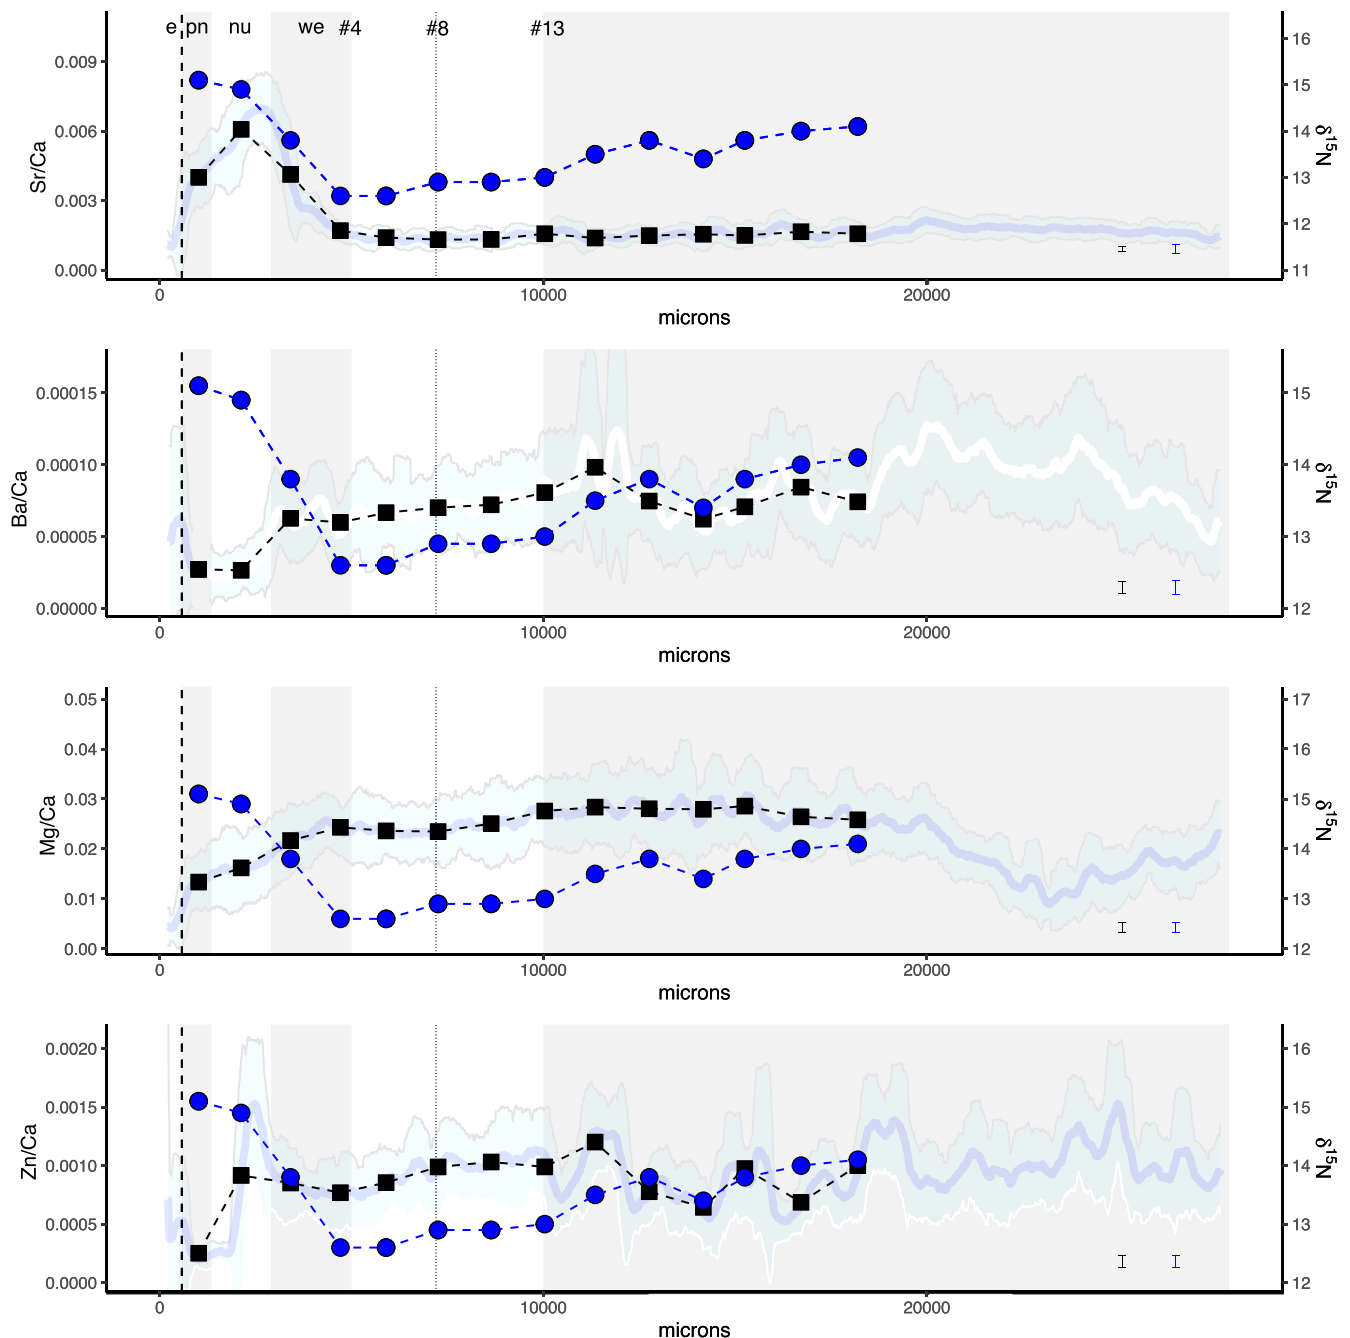 e pn nu we #4 #8 #13
0.009
0.006
0.003
0.000
Sr/Ca
16
15
14
13
12
11
δ15N
0 10000 20000
microns
0.00015
0.00010
0.00005
0.00000
Ba/Ca
15
14
13
12
δ15N
0 10000 20000
microns
0.05
0.04
0.03
0.02
0.01
0.00
Mg/Ca
17
16
15
14
13
12
δ15N
0 10000 20000
microns
0.0020
0.0015
0.0010
0.0005
0.0000
Zn/Ca
16
15
14
13
12
δ15N
0 10000 20000
microns